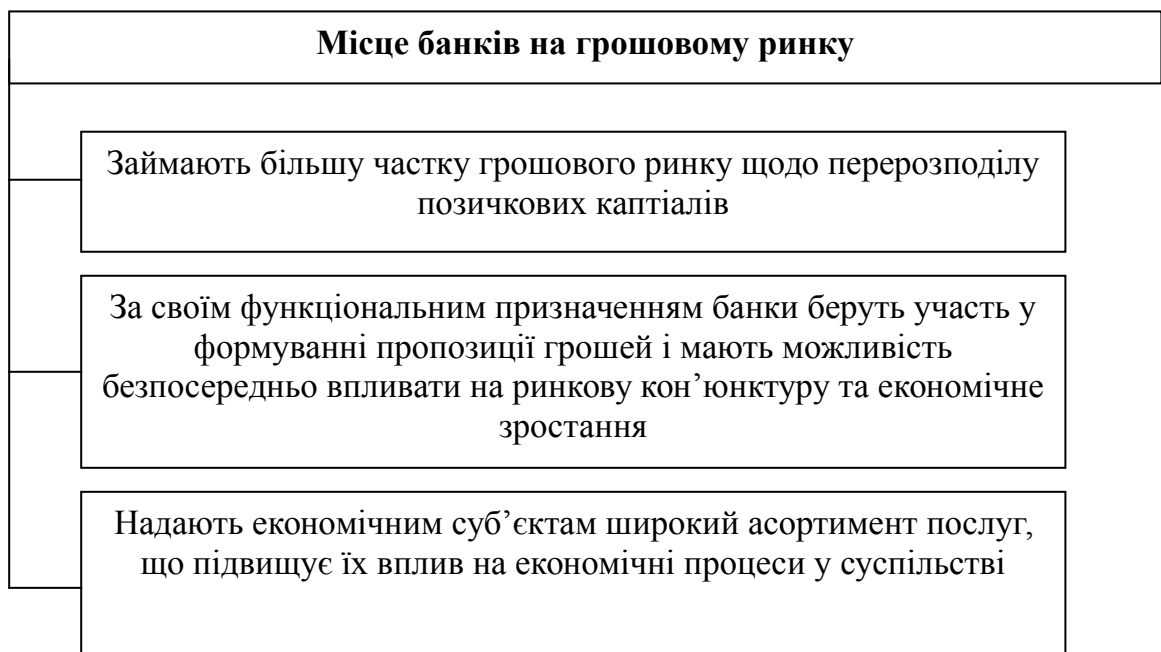 Місце банків на грошовому ринку
Займають більшу частку грошового ринку щодо перерозподілу
позичкових каптіалів
За своїм функціональним призначенням банки беруть участь у
формуванні пропозиції грошей і мають можливість
безпосередньо впливати на ринкову кон’юнктуру та економічне
зростання
Надають економічним суб’єктам широкий асортимент послуг,
що підвищує їх вплив на економічні процеси у суспільстві